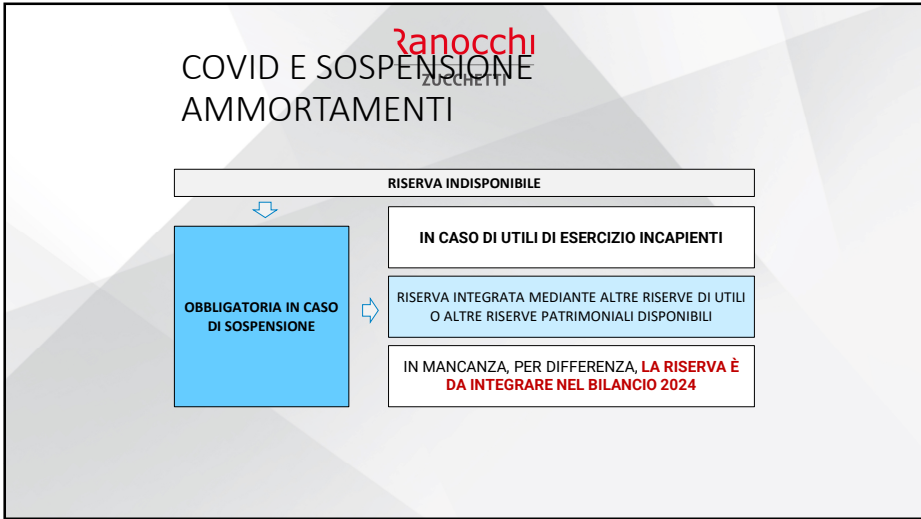 Ranocchi
ZUCCHETTI
COVID E SOSPENSIONE
AMMORTAMENTI
RISERVA INDISPONIBILE
OBBLIGATORIA IN CASO
DI SOSPENSIONE
IN CASO DI UTILI DI ESERCIZIO INCAPIENTI
RISERVA INTEGRATA MEDIANTE ALTRE RISERVE DI UTILI
O ALTRE RISERVE PATRIMONIALI DISPONIBILI
IN MANCANZA, PER DIFFERENZA, LA RISERVA È
DA INTEGRARE NEL BILANCIO 2024